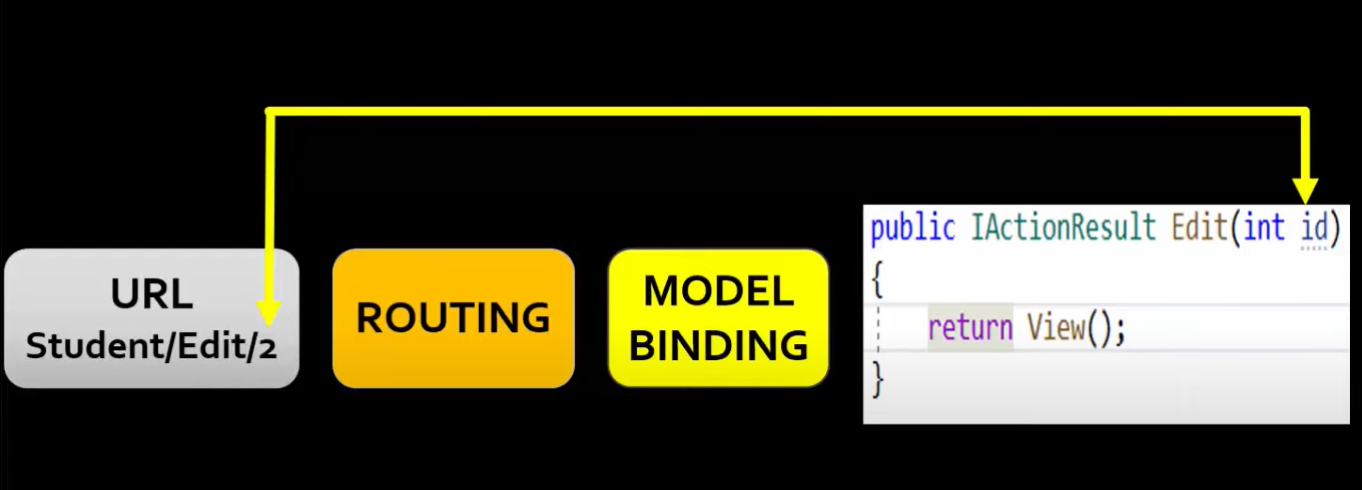 URL
Student/Edit/2
ROUTING
MODEL
BINDING
public IActionResult Edit(int id)
{
return View();
}